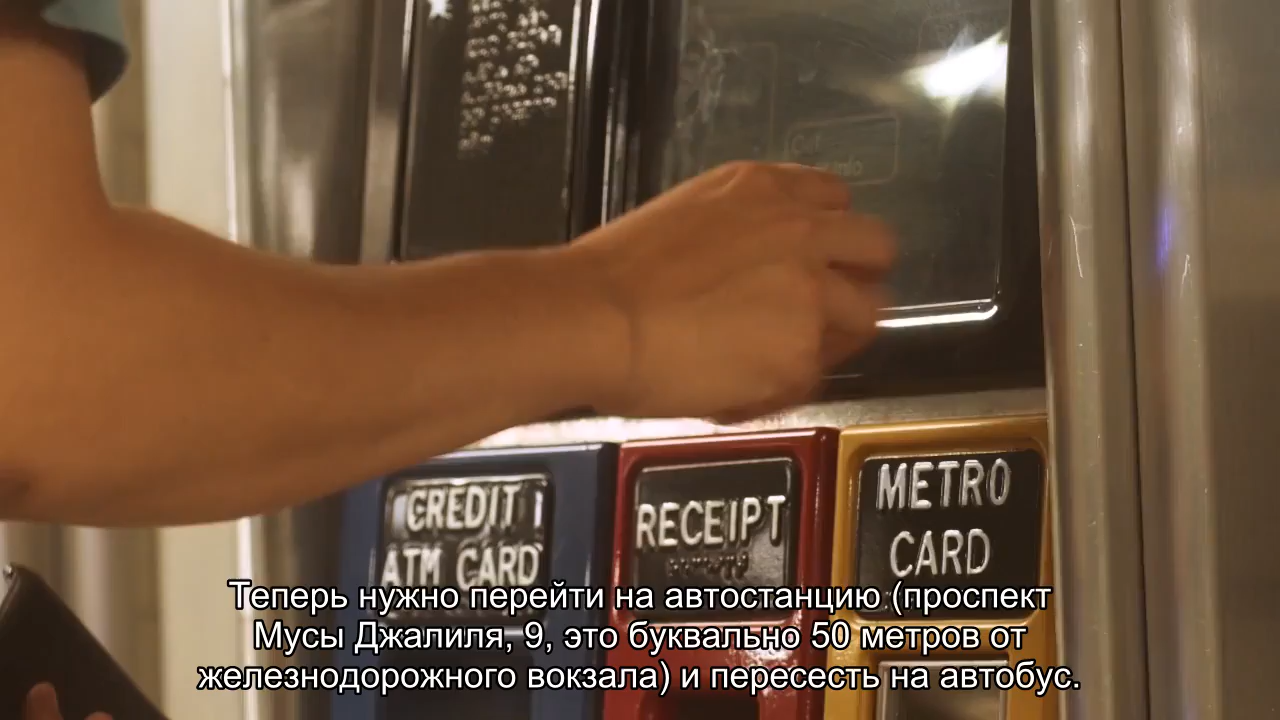 CREDIT
ATM CARD
RECEIPT
METRO
CARD
Теперь нужно перейти на автостанцию (проспект
Мусы Джалиля, 9, это буквально 50 метров от
железнодорожного вокзала) и пересесть на автобус.